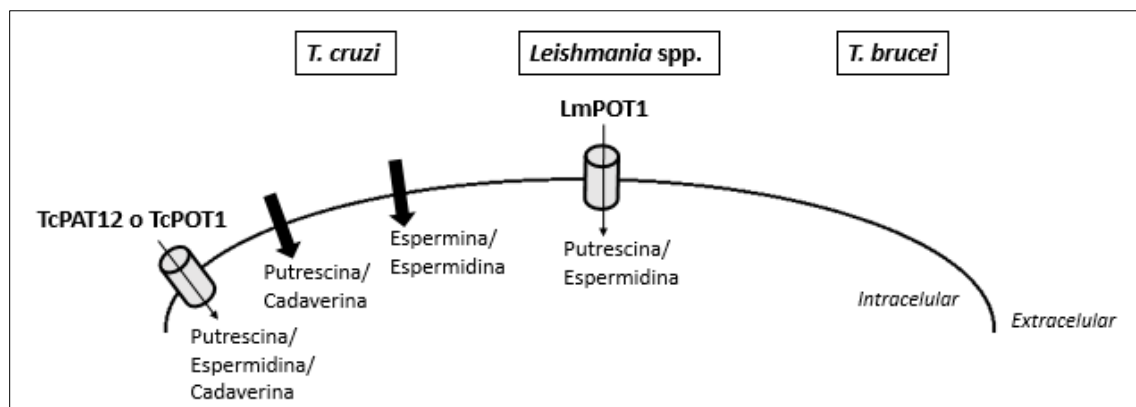 T. cruzi
Leishmania spp.
T. brucei
LmPOT1
TcPAT12 o TcPOT1
Espermina/
Espermidina
Putrescina/
Cadaverina
Putrescina/
Espermidina
Putrescina/
Espermidina/
Cadaverina
Intracelular
Extracelular